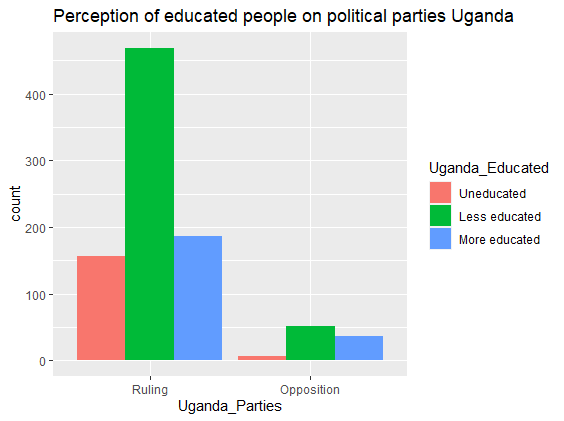 Perception of educated people on political parties Uganda
count
400
300
200
100
0
Ruling
Opposition
Uganda_Parties
Uganda_Educated
Uneducated
Less educated
More educated